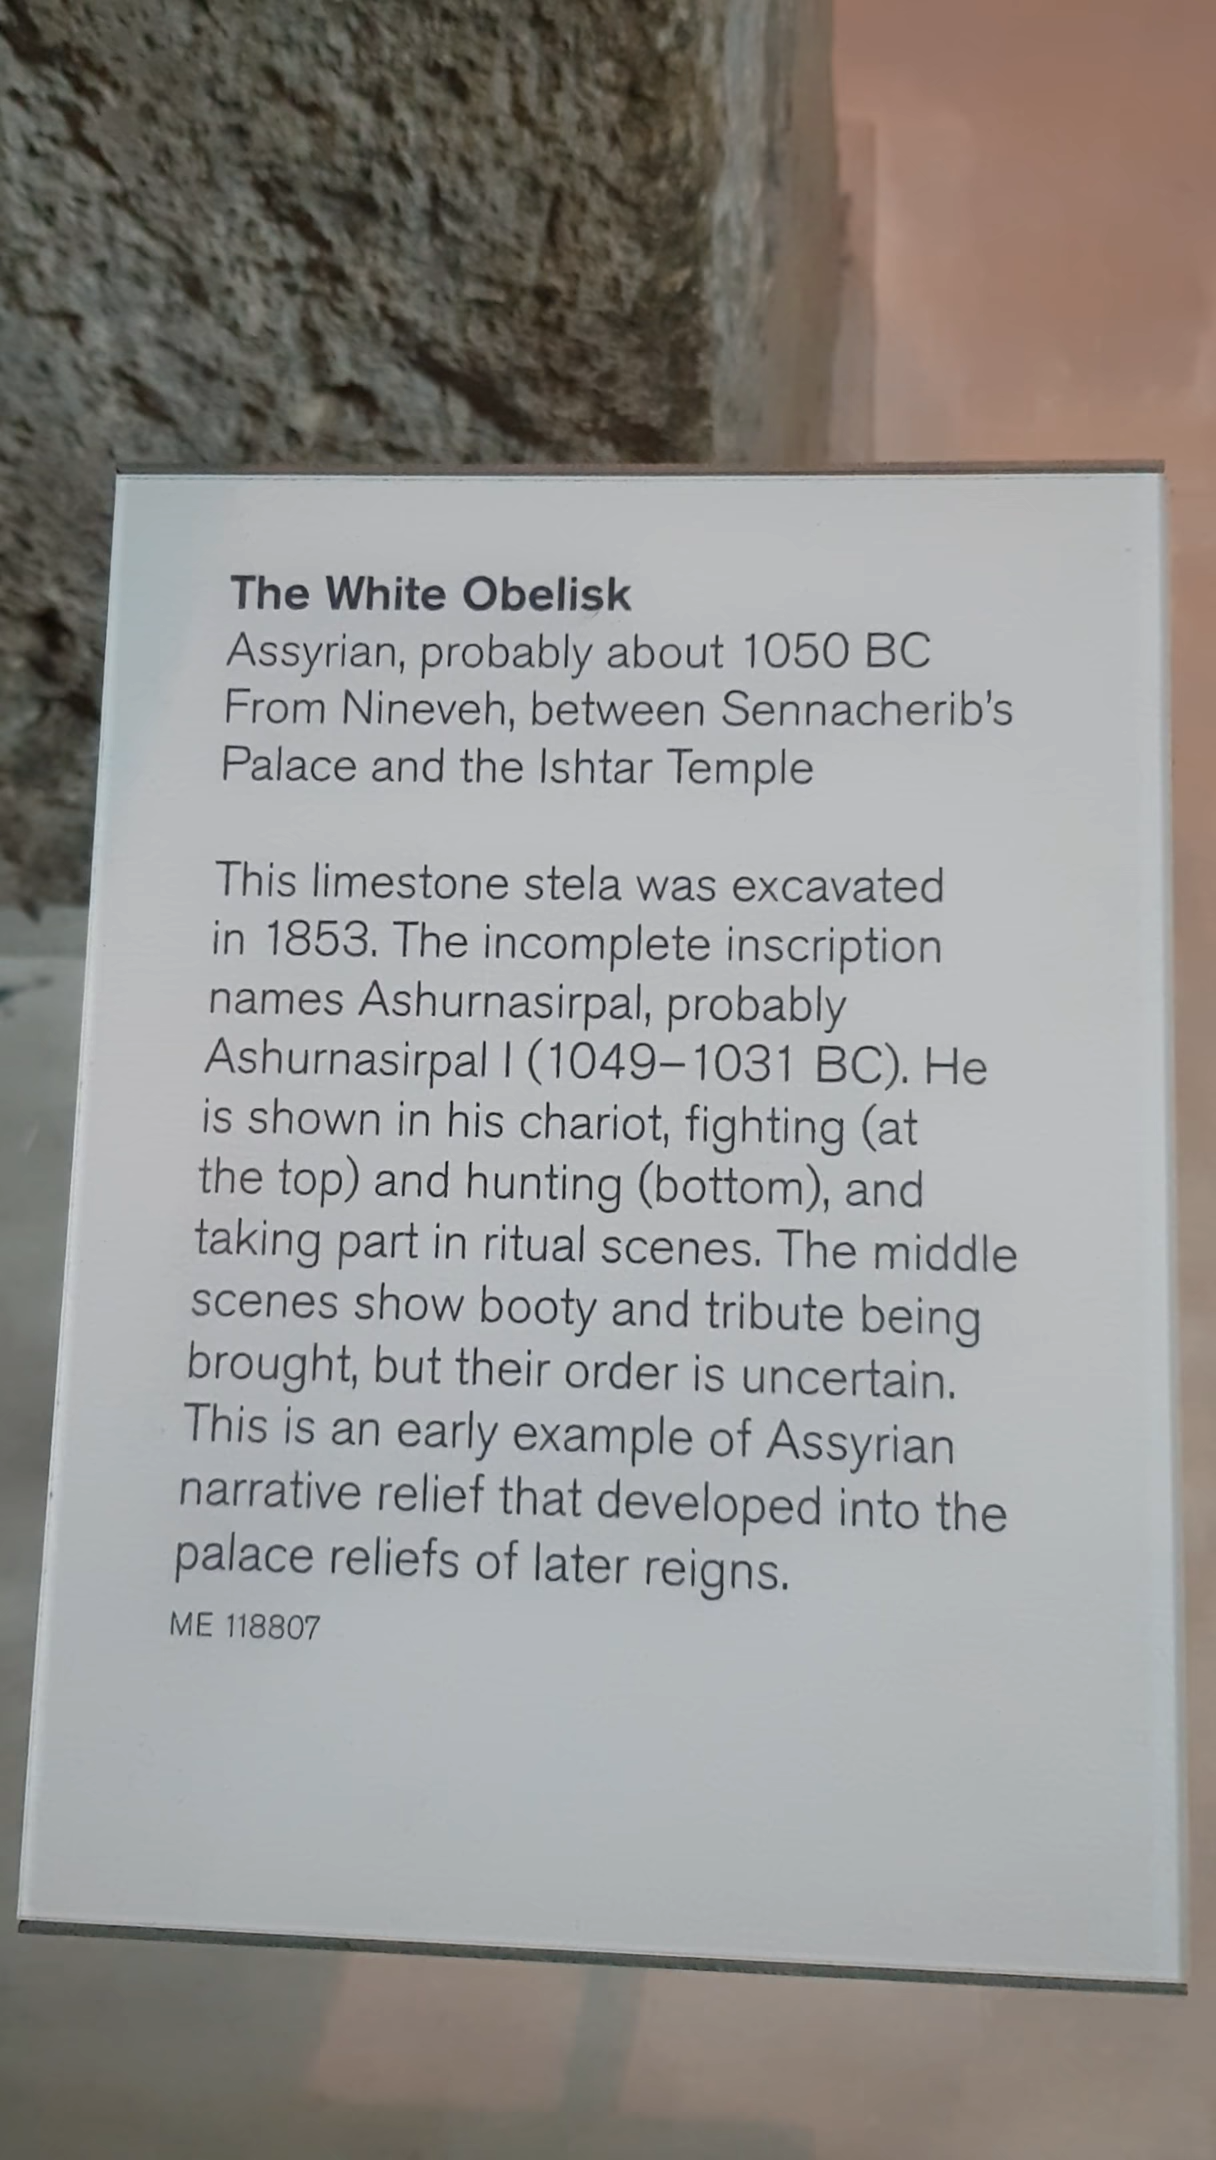 The White Obelisk
Assyrian, probably about 1050 BC
From Nineveh, between Sennacherib's
Palace and the Ishtar Temple
This limestone stela was excavated
in 1853. The incomplete inscription
names Ashurnasirpal, probably
Ashurnasirpal I (1049–1031 BC). He
is shown in his chariot, fighting (at
the top) and hunting (bottom), and
taking part in ritual scenes. The middle
scenes show booty and tribute being
brought, but their order is uncertain.
This is an early example of Assyrian
narrative relief that developed into the
palace reliefs of later reigns.
ME 118807